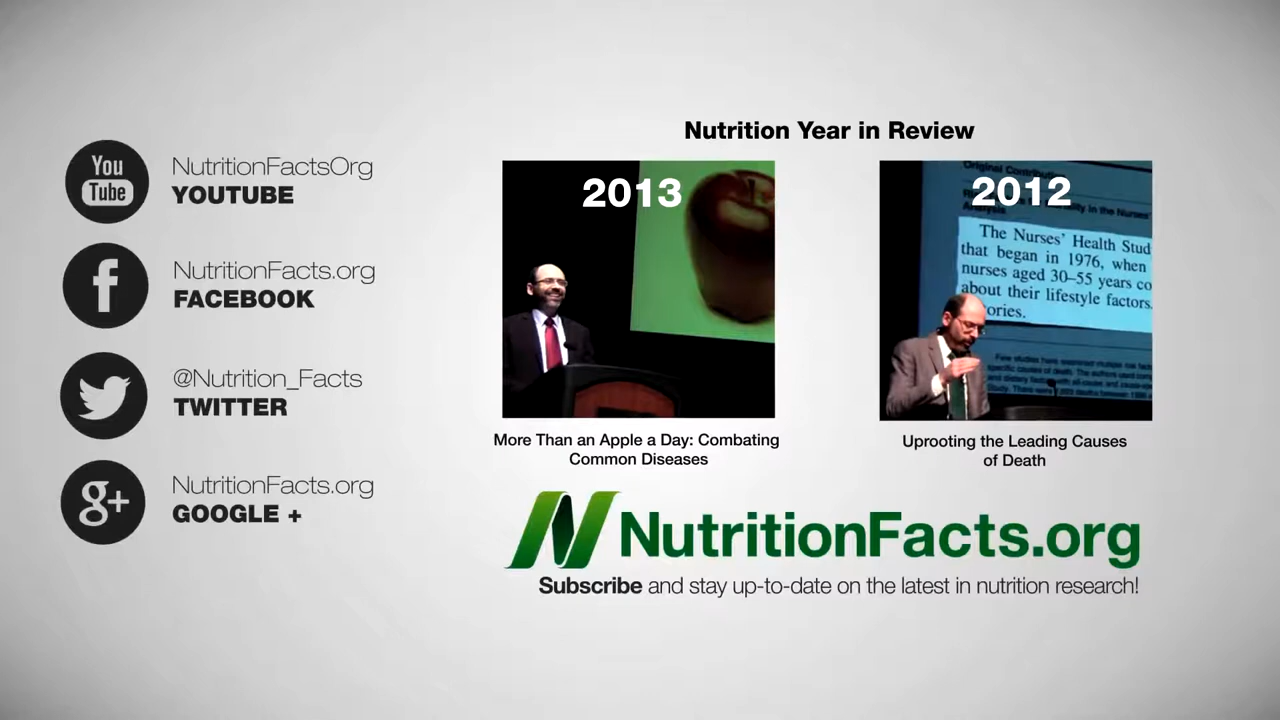 You
Tube
NutritionFactsOrg
YOUTUBE
f
NutritionFacts.org
FACEBOOK
@Nutrition_Facts
TWITTER
g+
NutritionFacts.org
GOOGLE +
Nutrition Year in Review
2013
More Than an Apple a Day: Combating
Common Diseases
2012
Original
The Nurses' Health Stud
that began in 1976, when
nurses aged 30–55 years co
about their lifestyle factors
ories.
Uprooting the Leading Causes
of Death
NutritionFacts.org
Subscribe and stay up-to-date on the latest in nutrition research!